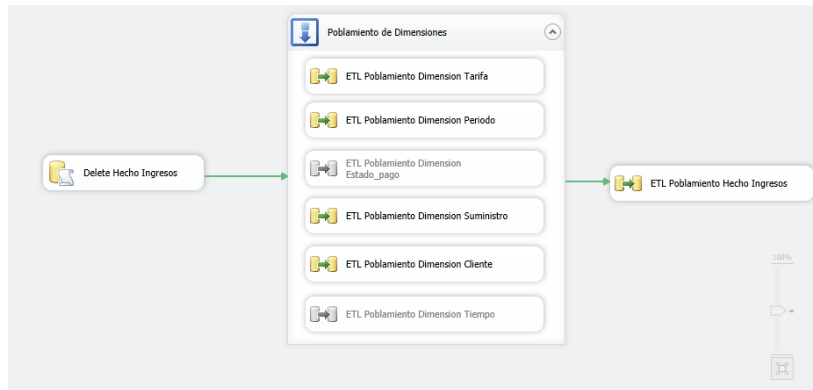 Poblamiento de Dimensiones
ETL Poblamiento Dimension Tarifa
ETL Poblamiento Dimension Periodo
ETL Poblamiento Dimension
Estado_pago
Delete Hecho Ingresos
ETL Poblamiento Hecho Ingresos
ETL Poblamiento Dimension Suministro
ETL Poblamiento Dimension Cliente
100%
ETL Poblamiento Dimension Tiempo